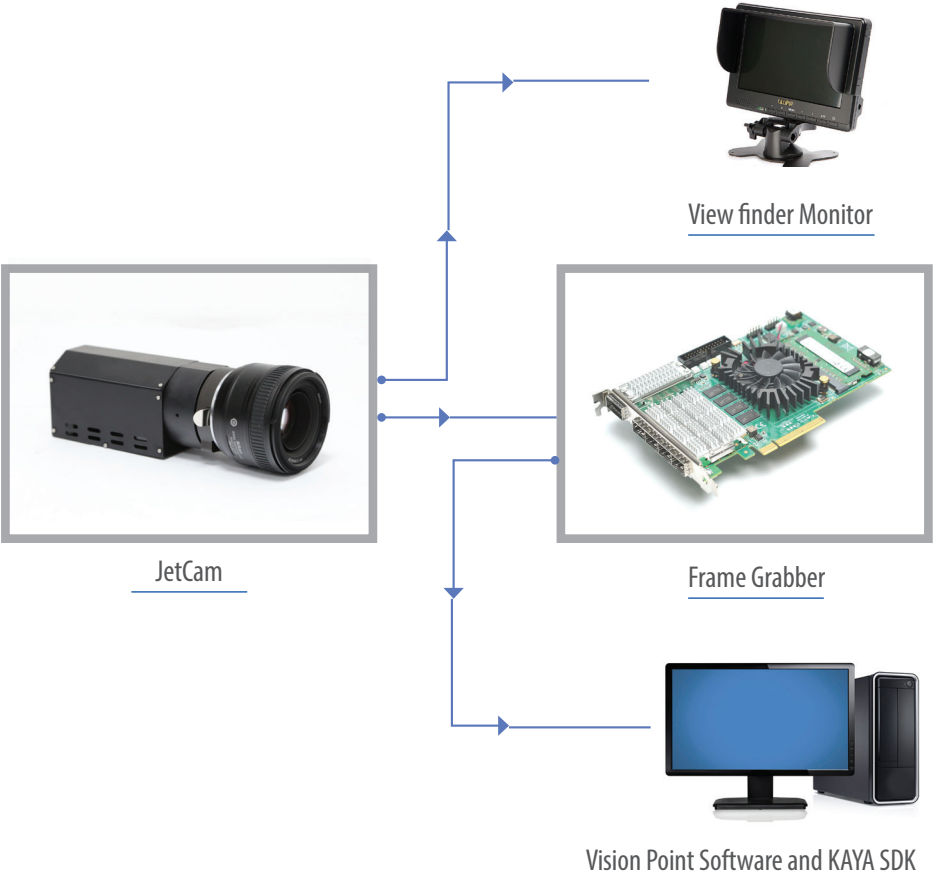 View finder Monitor
JetCam
Frame Grabber
Vision Point Software and KAYA SDK